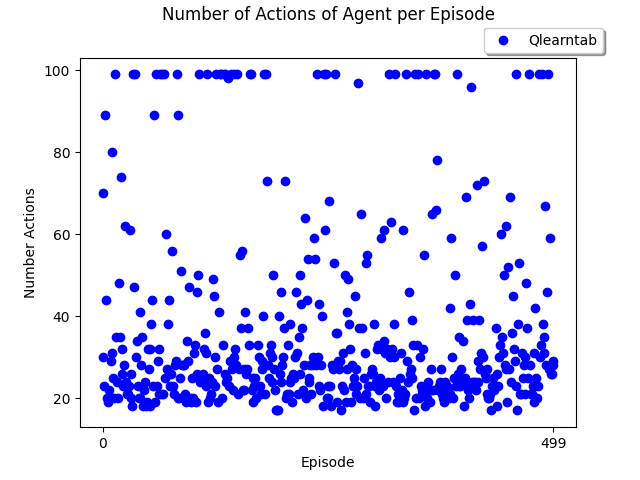 Number of Actions of Agent per Episode
Qlearntab
100
80
60
40
20
Number Actions
0
499
Episode